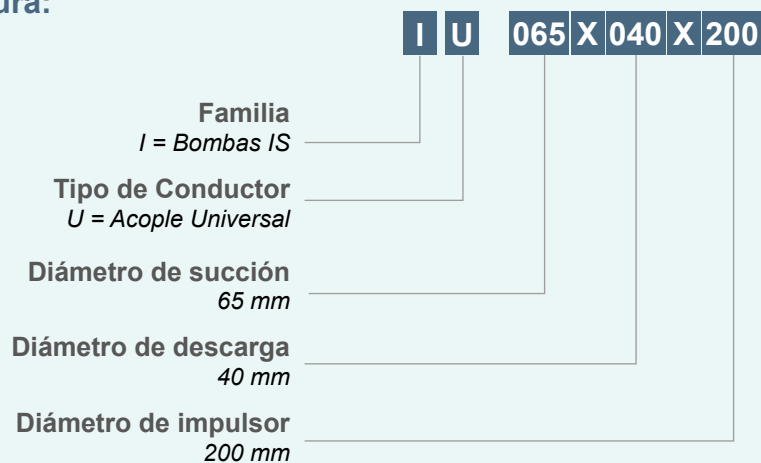 I U 065 X 040 X 200
Familia
I = Bombas IS
Tipo de Conductor
U = Acople Universal
Diámetro de succión
65 mm
Diámetro de descarga
40 mm
Diámetro de impulsor
200 mm